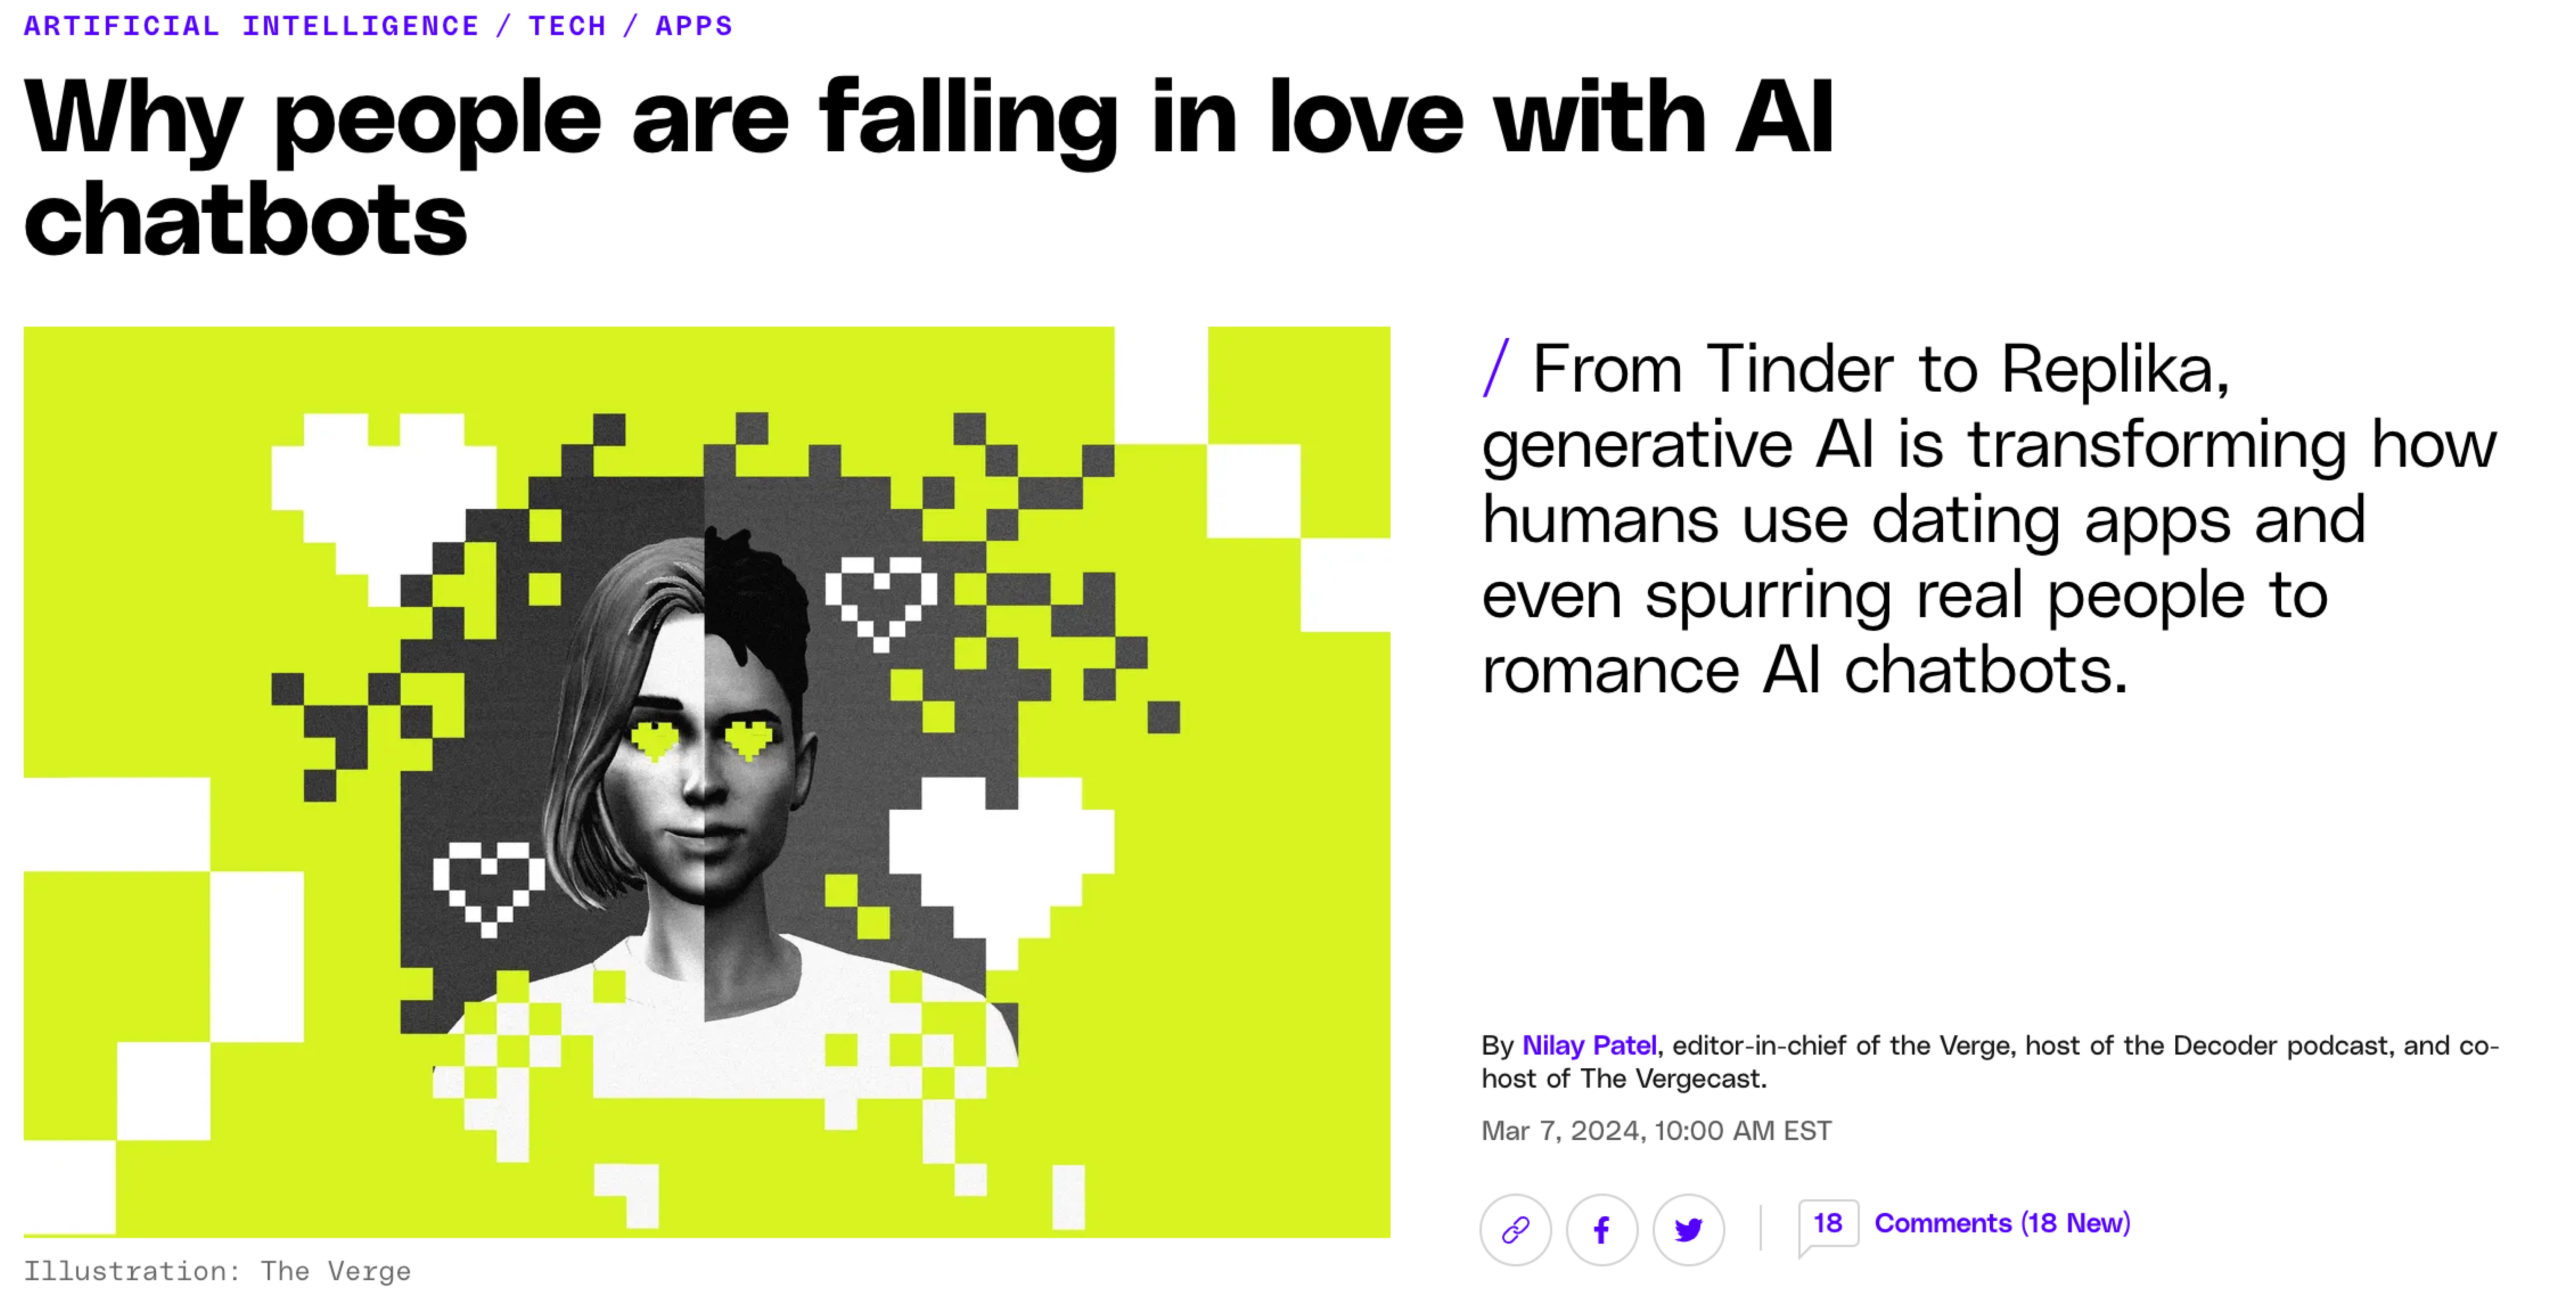 ARTIFICIAL INTELLIGENCE / TECH / APPS
Why people are falling in love with AI
chatbots
/ From Tinder to Replika,
generative AI is transforming how
humans use dating apps and
even spurring real people to
romance AI chatbots.
By Nilay Patel, editor-in-chief of the Verge, host of the Decoder podcast, and co-
host of The Vergecast.
Mar 7, 2024, 10:00 AM EST
18 Comments (18 New)
Illustration: The Verge